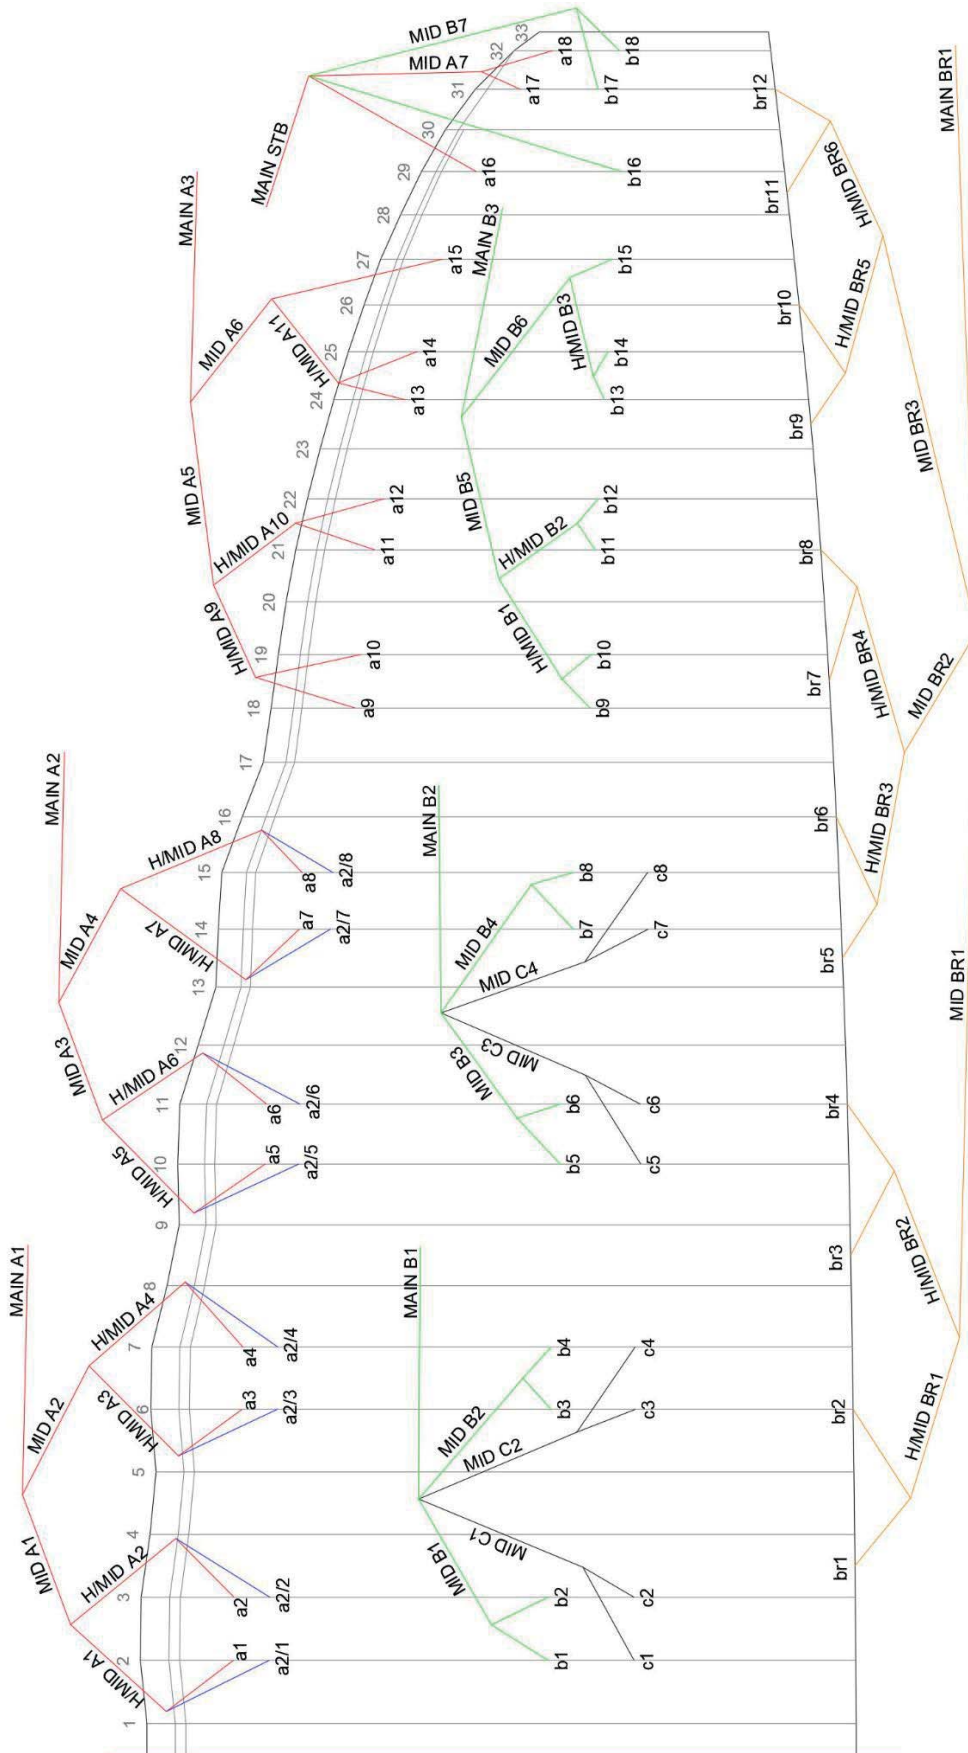 MAIN A1
MAIN A2
MAIN A3
MAIN STB
MID A1
MID A2
MID A3
MID A4
MID A5
MID A6
MID A7
MID B7
H/MID A1
H/MID A2
H/MID A3
H/MID A4
H/MID A5
H/MID A6
H/MID A7
H/MID A8
H/MID A9
H/MID A10
H/MID A11
1
2
3
4
5
6
7
8
9
10
11
12
13
14
15
16
17
18
19
20
21
22
23
24
25
26
27
28
29
30
31
32
33
a1
a2
a3
a4
a5
a6
a7
a8
a9
a10
a11
a12
a13
a14
a15
a16
a17
a18
a2/1
a2/2
a2/3
a2/4
a2/5
a2/6
a2/7
a2/8
MAIN B1
MAIN B2
MAIN B3
MID B1
MID B2
MID B3
MID B4
MID B5
MID B6
MID C1
MID C2
MID C3
MID C4
H/MID B1
H/MID B2
H/MID B3
b1
b2
b3
b4
b5
b6
b7
b8
b9
b10
b11
b12
b13
b14
b15
b16
b17
b18
c1
c2
c3
c4
c5
c6
c7
c8
br1
br2
br3
br4
br5
br6
br7
br8
br9
br10
br11
br12
H/MID BR1
H/MID BR2
H/MID BR3
H/MID BR4
H/MID BR5
H/MID BR6
MID BR1
MID BR2
MID BR3
MAIN BR1